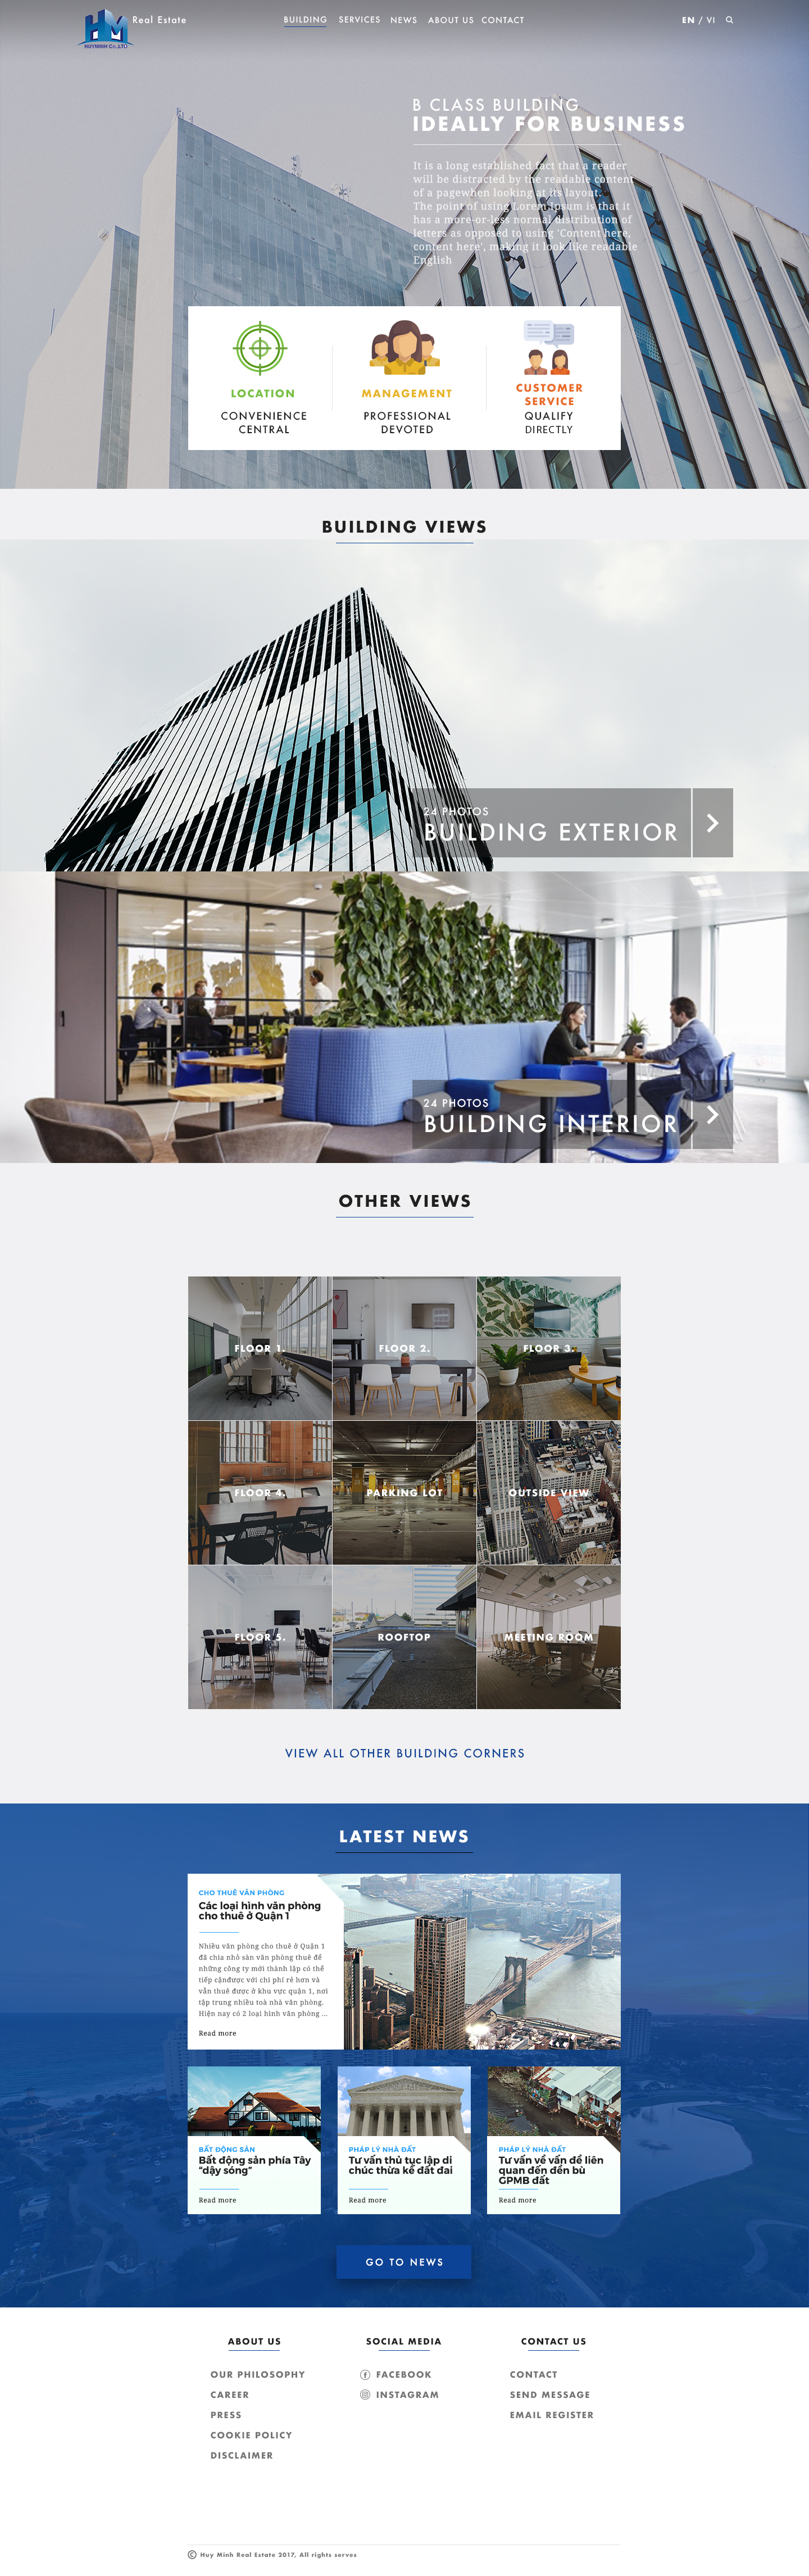 HUYMINH Co.,LTD
Real Estate
BUILDING SERVICES NEWS ABOUT US CONTACT
EN / VI
B CLASS BUILDING
IDEALLY FOR BUSINESS
It is a long established fact that a reader
will be distracted by the readable content
of a pagewhen looking at its layout.
The point of using Lorem Ipsum is that it
has a more-or-less normal distribution of
letters as opposed to using 'Content here,
content here', making it look like readable
English
LOCATION
CONVENIENCE
CENTRAL
MANAGEMENT
PROFESSIONAL
DEVOTED
CUSTOMER
SERVICE
QUALIFY
DIRECTLY
BUILDING VIEWS
24 PHOTOS
BUILDING EXTERIOR
24 PHOTOS
BUILDING INTERIOR
OTHER VIEWS
FLOOR 1.
FLOOR 2.
FLOOR 3.
FLOOR 4.
PARKING LOT
OUTSIDE VIEW
FLOOR 5.
ROOFTOP
MEETING ROOM
VIEW ALL OTHER BUILDING CORNERS
LATEST NEWS
CHO THUÊ VĂN PHÒNG
Các loại hình văn phòng
cho thuê ở Quận 1
Nhiều văn phòng cho thuê ở Quận 1
đã chia nhỏ sàn văn phòng thuê để
những công ty mới thành lập có thể
tiếp cậnđược với chi phí rẻ hơn và
vẫn thuê được ở khu vực quận 1, nơi
tập trung nhiều toà nhà văn phòng.
Hiện nay có 2 loại hình văn phòng ...
Read more
BẤT ĐỘNG SẢN
Bất động sản phía Tây
"dậy sóng"
Read more
PHÁP LÝ NHÀ ĐẤT
Tư vấn thủ tục lập di
chúc thừa kế đất đai
Read more
PHÁP LÝ NHÀ ĐẤT
Tư vấn về vấn đề liên
quan đến đền bù
GPMB đất
Read more
GO TO NEWS
ABOUT US
OUR PHILOSOPHY
CAREER
PRESS
COOKIE POLICY
DISCLAIMER
SOCIAL MEDIA
FACEBOOK
INSTAGRAM
CONTACT US
CONTACT
SEND MESSAGE
EMAIL REGISTER
© Huy Minh Real Estate 2017, All rights serves